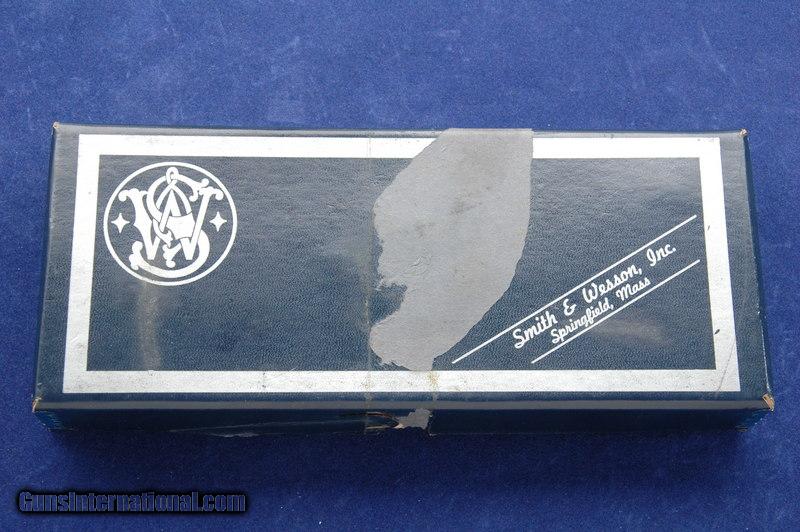 S&W
Smith & Wesson, Inc.
Springfield, Mass
GunsInternational.com